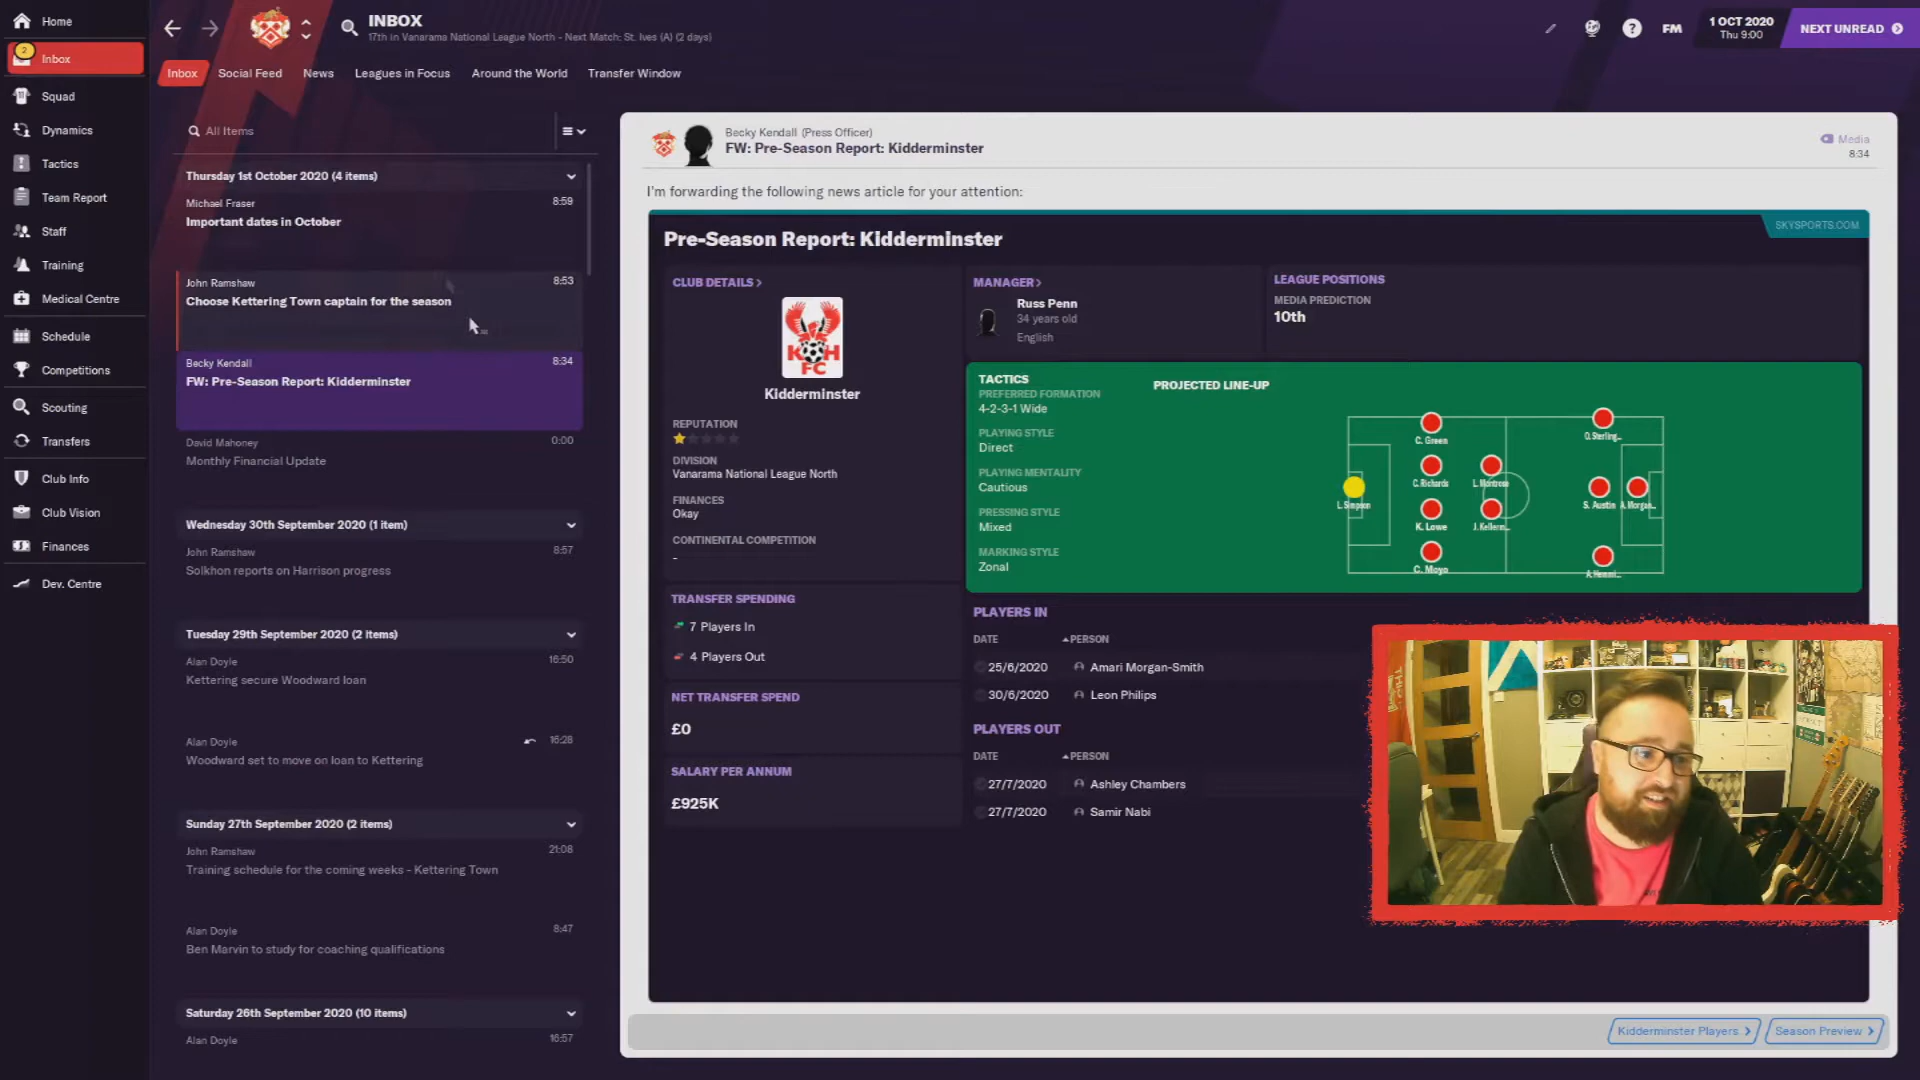 Home
2
Inbox
Squad
Dynamics
Tactics
Team Report
Staff
Training
Medical Centre
Schedule
Competitions
Scouting
Transfers
Club Info
Club Vision
Finances
Dev. Centre
INBOX
17th in Vanarama National League North - Next Match: St. Ives (A) (2 days)
?
FM
1 OCT 2020
Thu 9:00
NEXT UNREAD
Inbox
Social Feed
News
Leagues in Focus
Around the World
Transfer Window
All Items
Thursday 1st October 2020 (4 items)
Michael Fraser
8:59
Important dates in October
John Ramshaw
8:53
Choose Kettering Town captain for the season
Becky Kendall
8:34
FW: Pre-Season Report: Kidderminster
David Mahoney
0:00
Monthly Financial Update
Wednesday 30th September 2020 (1 item)
John Ramshaw
8:57
Solkhon reports on Harrison progress
Tuesday 29th September 2020 (2 items)
Alan Doyle
16:50
Kettering secure Woodward loan
Alan Doyle
16:28
Woodward set to move on loan to Kettering
Sunday 27th September 2020 (2 items)
John Ramshaw
21:08
Training schedule for the coming weeks - Kettering Town
Alan Doyle
8:47
Ben Marvin to study for coaching qualifications
Saturday 26th September 2020 (10 items)
Alan Doyle
16:57
Becky Kendall (Press Officer)
FW: Pre-Season Report: Kidderminster
Media
8:34
I'm forwarding the following news article for your attention:
SKYSPORTS.COM
Pre-Season Report: Kidderminster
CLUB DETAILS >
KH
FC
Kidderminster
REPUTATION
DIVISION
Vanarama National League North
FINANCES
Okay
CONTINENTAL COMPETITION
-
TRANSFER SPENDING
7 Players In
4 Players Out
NET TRANSFER SPEND
£0
SALARY PER ANNUM
£925K
MANAGER>
Russ Penn
34 years old
English
LEAGUE POSITIONS
MEDIA PREDICTION
10th
TACTICS
PREFERRED FORMATION
4-2-3-1 Wide
PLAYING STYLE
Direct
PLAYING MENTALITY
Cautious
PRESSING STYLE
Mixed
MARKING STYLE
Zonal
PROJECTED LINE-UP
C. Green
O. Sterling...
C. Richards
L. Montrose
L. Simpson
S. Austin
A. Morgan...
K. Lowe
J. Kellerm...
C. Moyo
A. Hemmi...
PLAYERS IN
DATE
PERSON
25/6/2020
Amari Morgan-Smith
30/6/2020
Leon Philips
PLAYERS OUT
DATE
PERSON
27/7/2020
Ashley Chambers
27/7/2020
Samir Nabi
Kidderminster Players >
Season Preview >